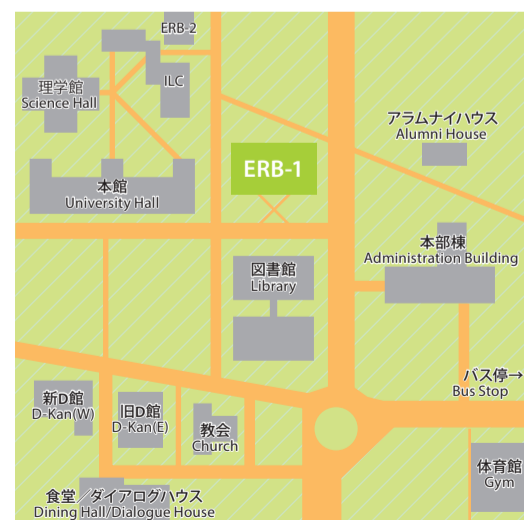 ERB-2
ILC
理学館
Science Hall
アラムナイハウス
Alumni House
ERB-1
本館
University Hall
本部棟
Administration Building
図書館
Library
バス停→
Bus Stop
新D館
D-Kan(W)
旧D館
D-Kan(E)
教会
Church
体育館
Gym
食堂／ダイアログハウス
Dining Hall/Dialogue House